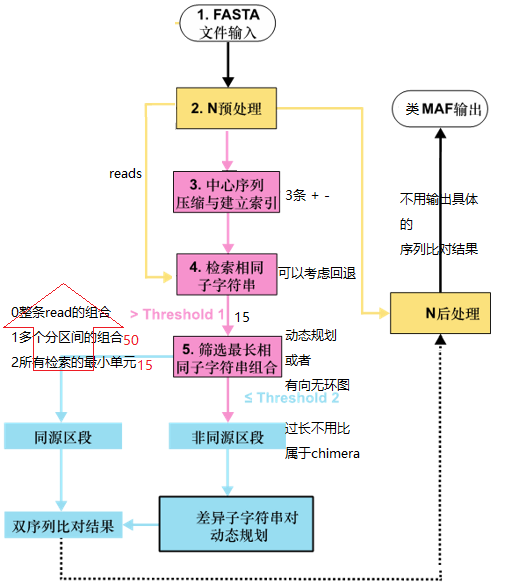 1. FASTA
文件输入
2. N预处理
类 MAF输出
reads
3. 中心序列
压缩与建立索引
3条 + -
不用输出具体
的
序列比对结果
4. 检索相同
子字符串
可以考虑回退
0整条read的组合
> Threshold 1
15
N后处理
1多个分区间的组合
50
动态规划
或者
有向无环图
5. 筛选最长相
同子字符串组合
2所有检索的最小单元
15
≤ Threshold 2
同源区段
非同源区段
过长不用比
属于chimera
双序列比对结果
差异子字符串对
动态规划